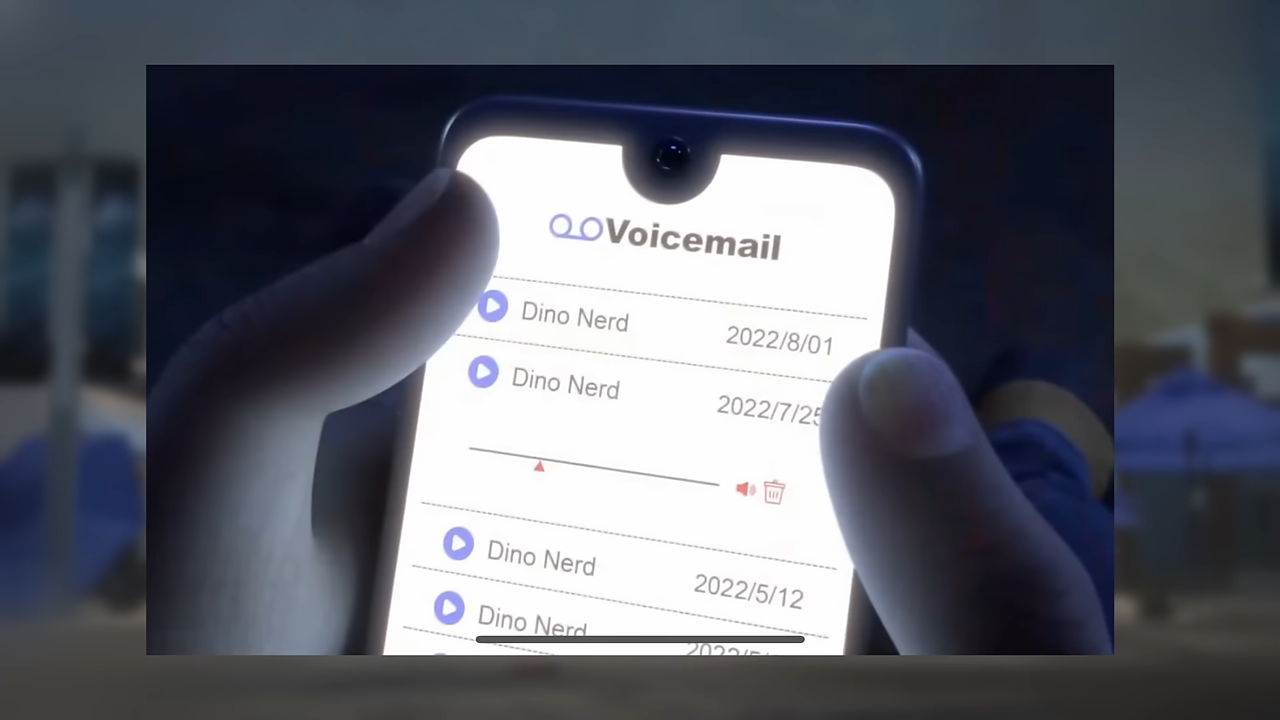 Voicemail
Dino Nerd 2022/8/01
Dino Nerd 2022/7/25
Dino Nerd 2022/5/12
Dino Nerd